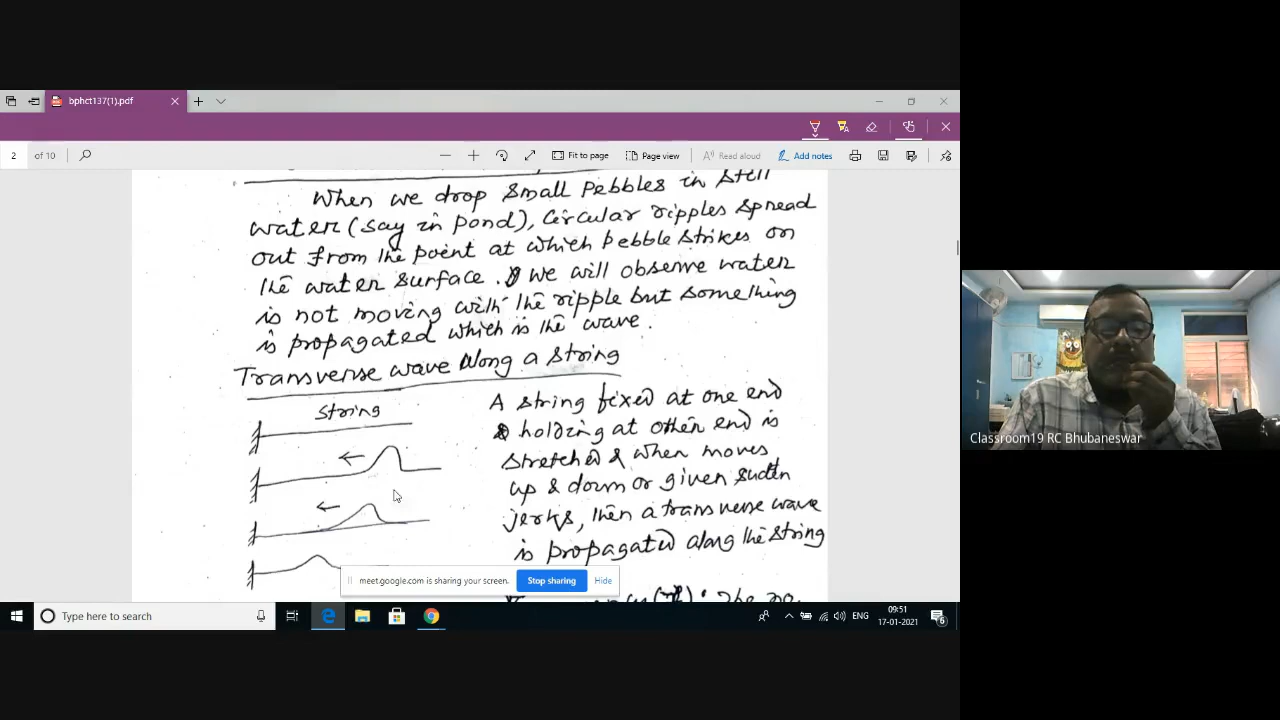 bphct137(1).pdf
2 of 10
Fit to page
Page view
Read aloud
Add notes
When we drop small pebbles in still
water (say in pond), circular ripples spread
out from the point at which pebble strikes on
the water surface. we will observe water
is not moving with the ripple but something
is propagated which is the wave.
Transverse wave along a string
string
A string fixed at one end
& holding at other end is
stretched & when moves
up & down or given sudden
jerks, then a transverse wave
is propagated along the string
The
meet.google.com is sharing your screen.
Stop sharing
Hide
Classroom19 RC Bhubaneswar
Type here to search
ENG
09:51
17-01-2021
6